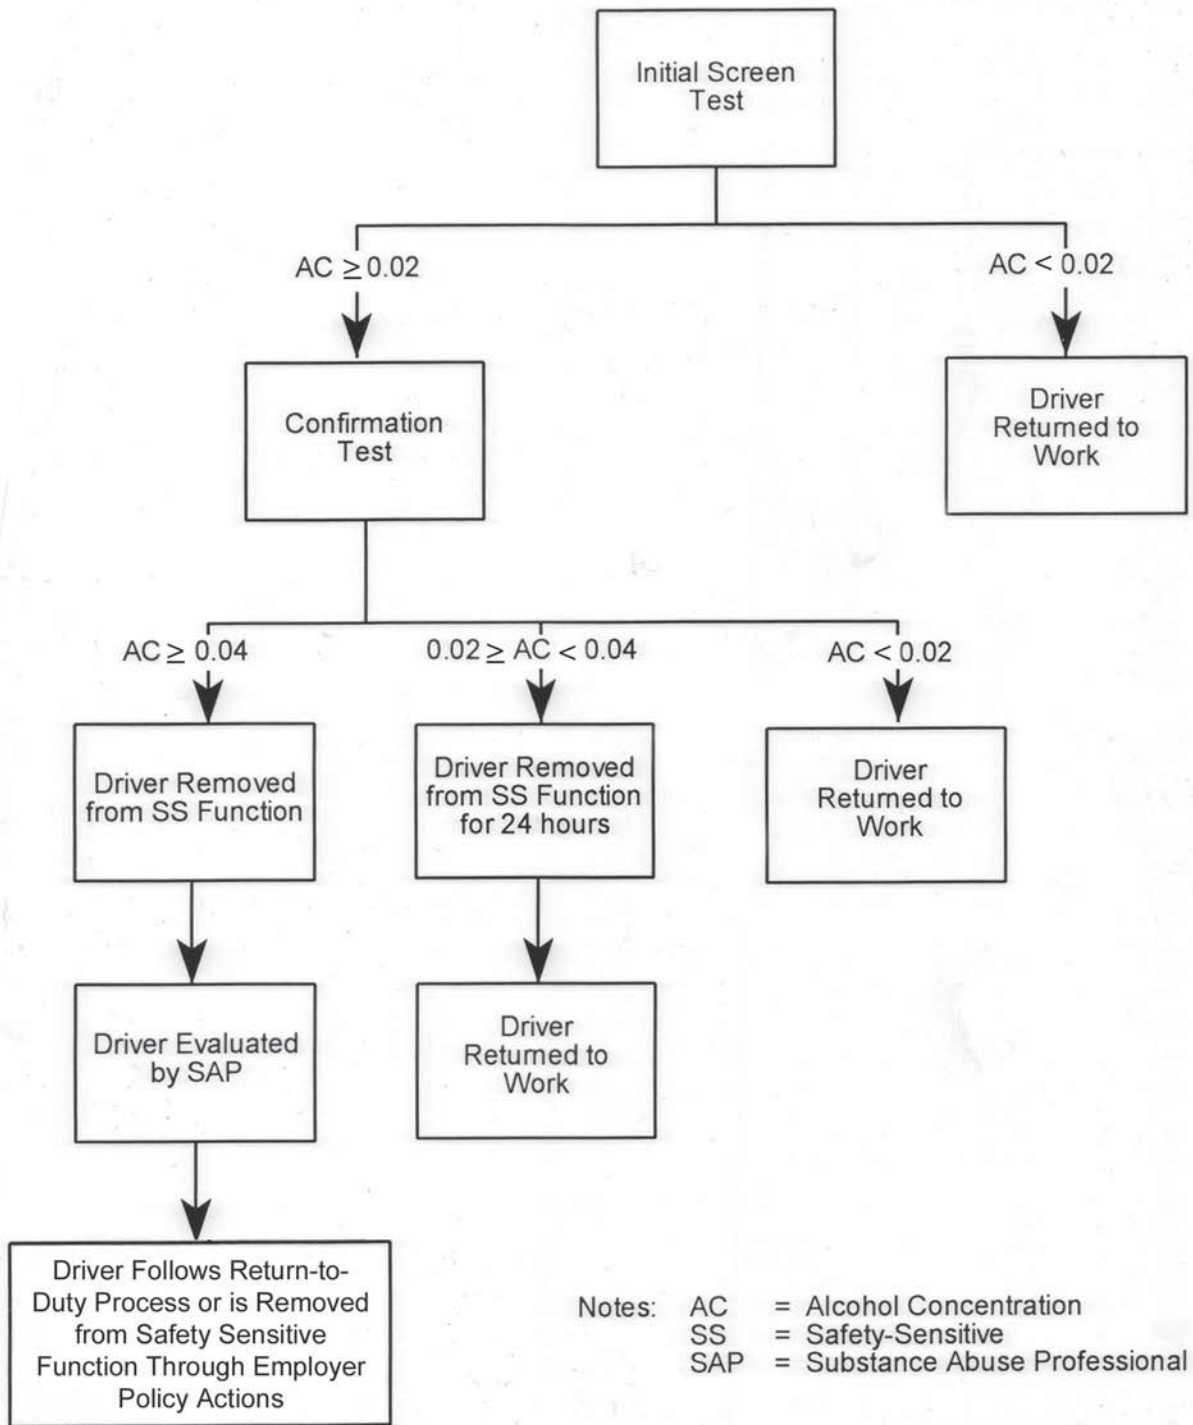 Initial Screen
Test
AC ≥ 0.02
AC < 0.02
Confirmation
Test
Driver
Returned to
Work
AC ≥ 0.04
0.02 ≥ AC < 0.04
AC < 0.02
Driver Removed
from SS Function
Driver Removed
from SS Function
for 24 hours
Driver
Returned to
Work
Driver Evaluated
by SAP
Driver
Returned to
Work
Driver Follows Return-to-
Duty Process or is Removed
from Safety Sensitive
Function Through Employer
Policy Actions
Notes: AC = Alcohol Concentration
SS = Safety-Sensitive
SAP = Substance Abuse Professional